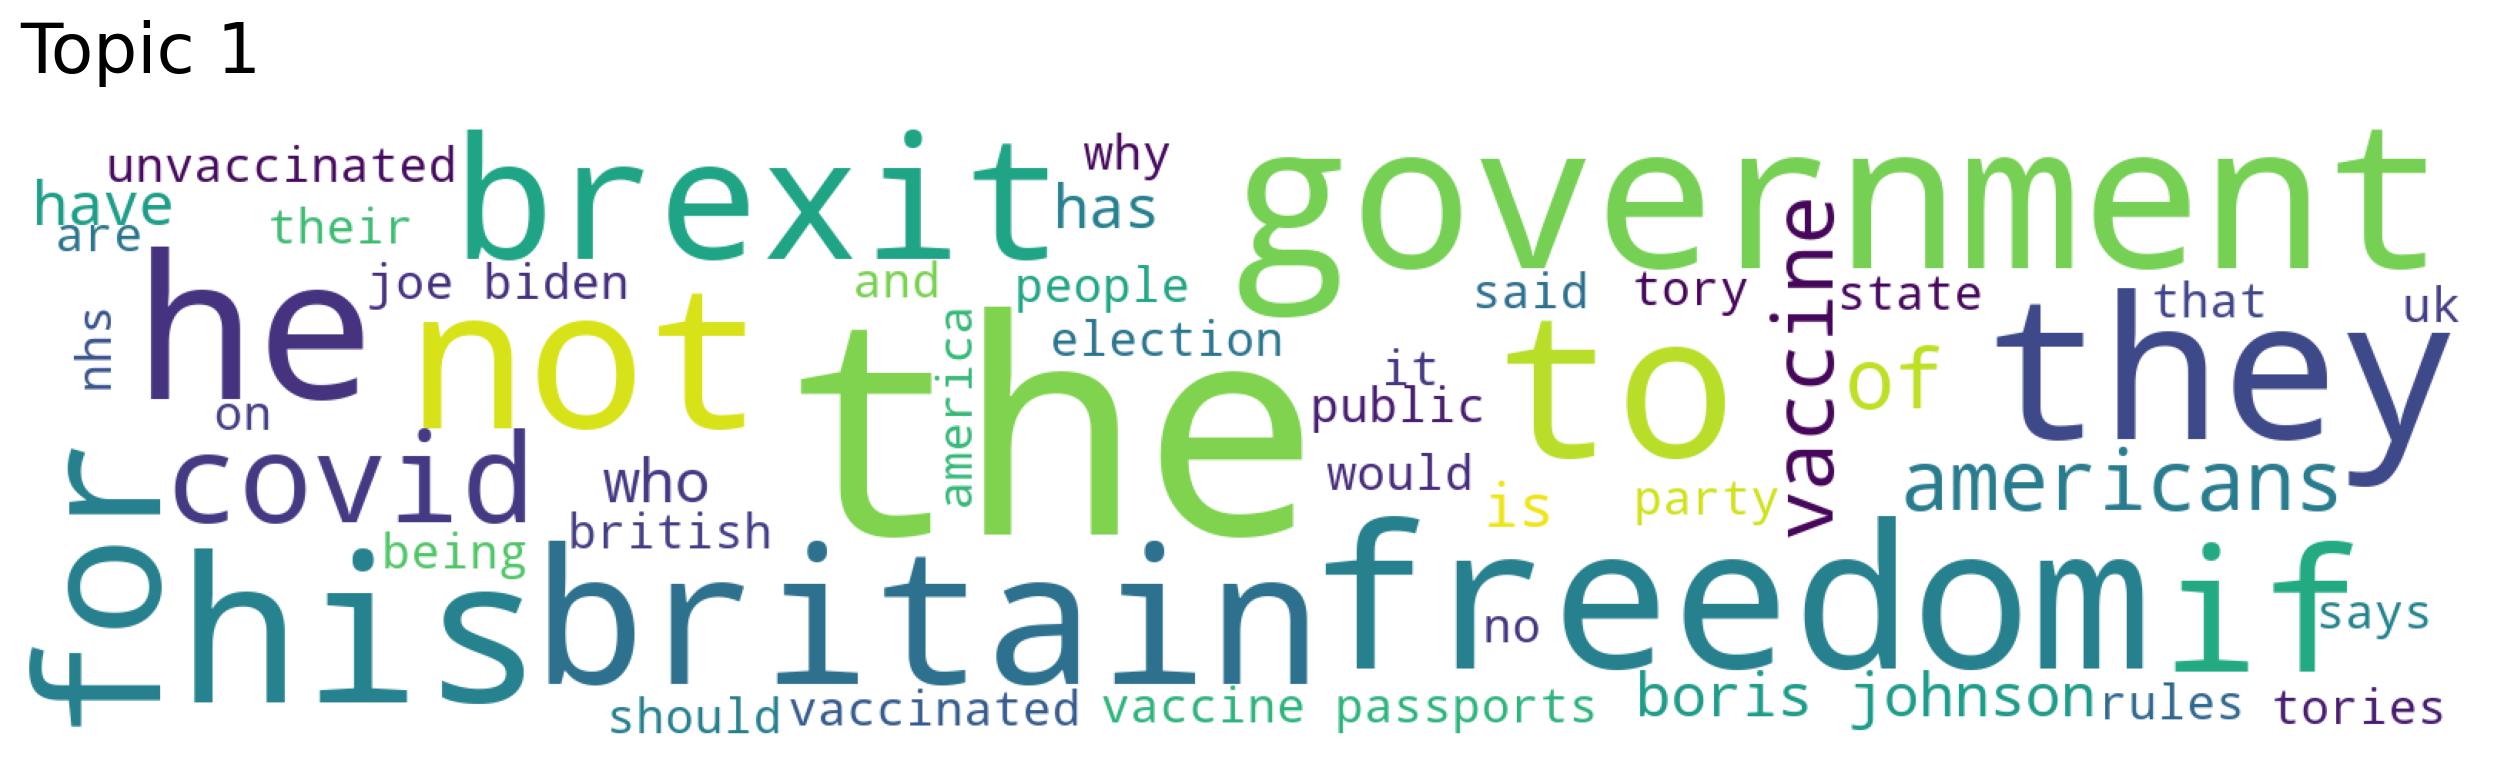 Topic 1
unvaccinated
brexit
why
government
have
their
has
are
he
joe biden
and
people
said
tory
vaccine
state
that
uk
nhs
not
the
america
election
it
to
of
they
on
public
for
covid
who
would
is
party
americans
being
british
his
britain
freedom
no
if
says
should
vaccinated
vaccine passports
boris johnson
rules
tories